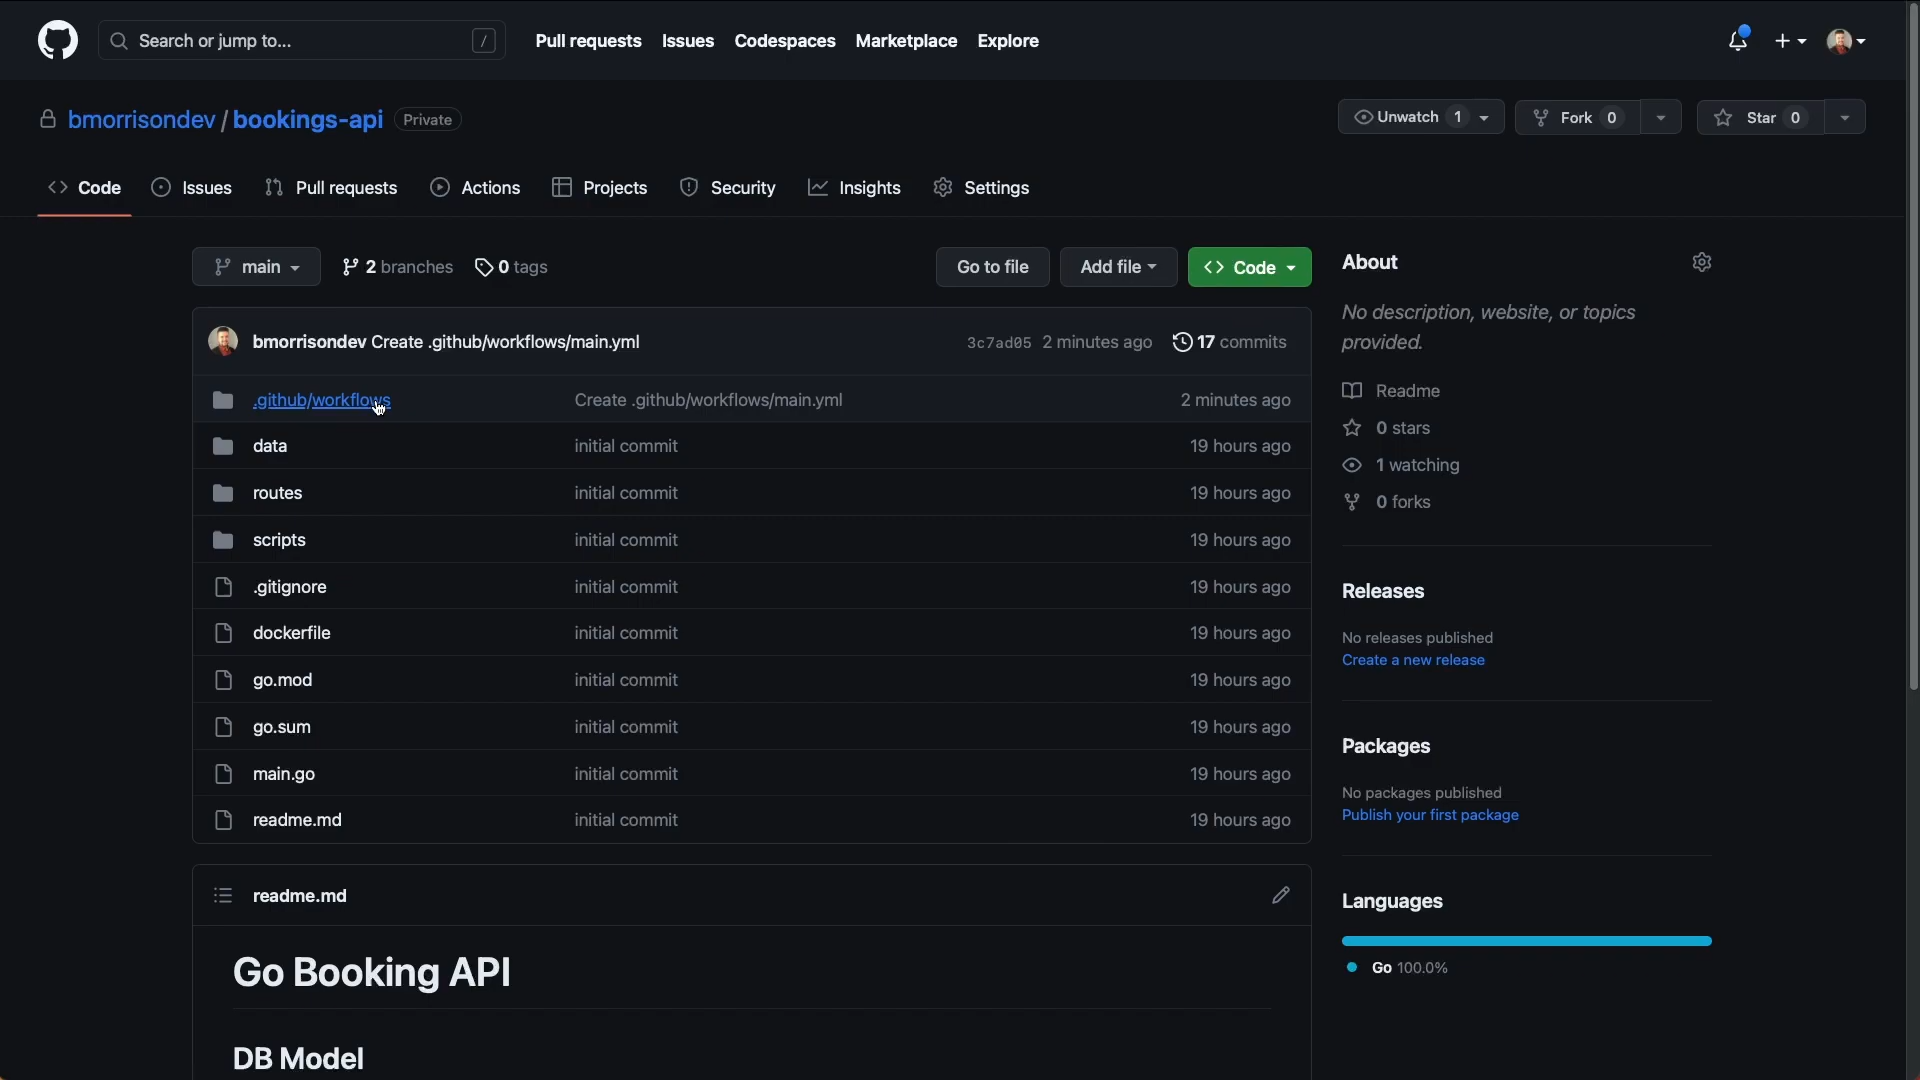 Search or jump to... / Pull requests Issues Codespaces Marketplace Explore
bmorrisondev / bookings-api Private Unwatch 1 Fork 0 Star 0
Code Issues Pull requests Actions Projects Security Insights Settings
main 2 branches 0 tags Go to file Add file Code
bmorrisondev Create .github/workflows/main.yml 3c7ad05 2 minutes ago 17 commits
.github/workflows Create .github/workflows/main.yml 2 minutes ago
data initial commit 19 hours ago
routes initial commit 19 hours ago
scripts initial commit 19 hours ago
.gitignore initial commit 19 hours ago
dockerfile initial commit 19 hours ago
go.mod initial commit 19 hours ago
go.sum initial commit 19 hours ago
main.go initial commit 19 hours ago
readme.md initial commit 19 hours ago
readme.md
Go Booking API
DB Model
About
No description, website, or topics
provided.
Readme
0 stars
1 watching
0 forks
Releases
No releases published
Create a new release
Packages
No packages published
Publish your first package
Languages
Go 100.0%